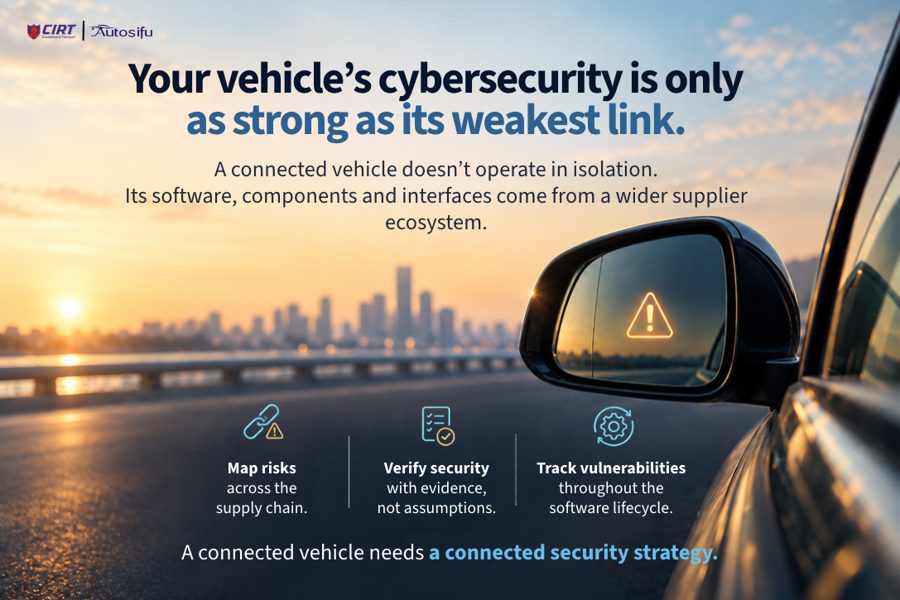 CIRT
Autosifu
Your vehicle’s cybersecurity is only
as strong as its weakest link.
A connected vehicle doesn’t operate in isolation.
Its software, components and interfaces come from a wider supplier
ecosystem.
Map risks
across the
supply chain.
Verify security
with evidence,
not assumptions.
Track vulnerabilities
throughout the
software lifecycle.
A connected vehicle needs a connected security strategy.